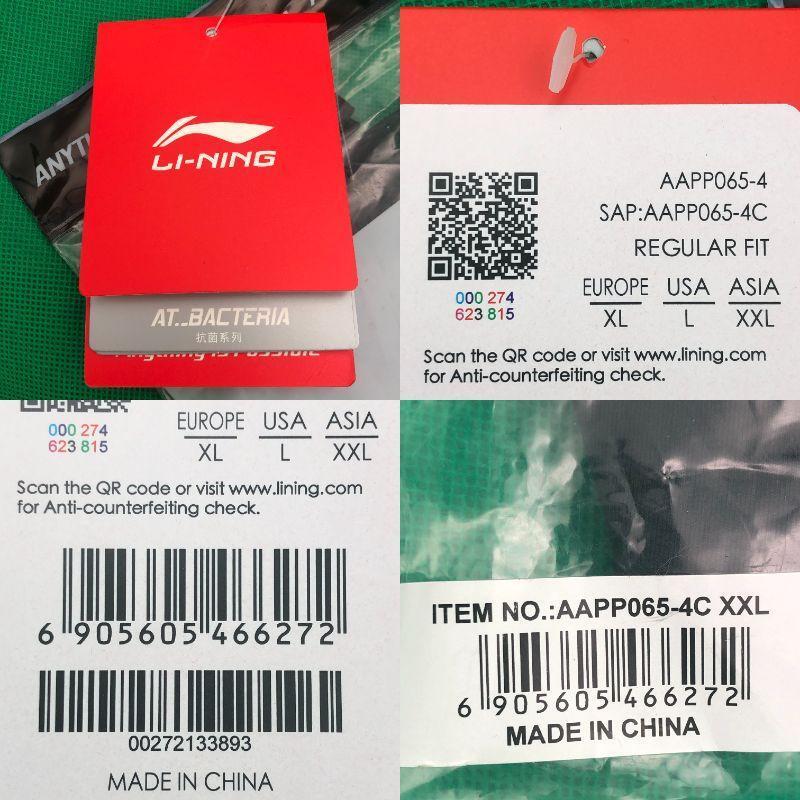 ANYTH
LI-NING
AT_BACTERIA
抗菌系列
AAPP065-4
SAP:AAPP065-4C
REGULAR FIT
EUROPE USA ASIA
XL L XXL
000 274
623 815
Scan the QR code or visit www.lining.com
for Anti-counterfeiting check.
000 274
623 815
EUROPE USA ASIA
XL L XXL
Scan the QR code or visit www.lining.com
for Anti-counterfeiting check.
6 905605 466272
00272133893
MADE IN CHINA
ITEM NO.:AAPP065-4C XXL
6 905605 466272
MADE IN CHINA